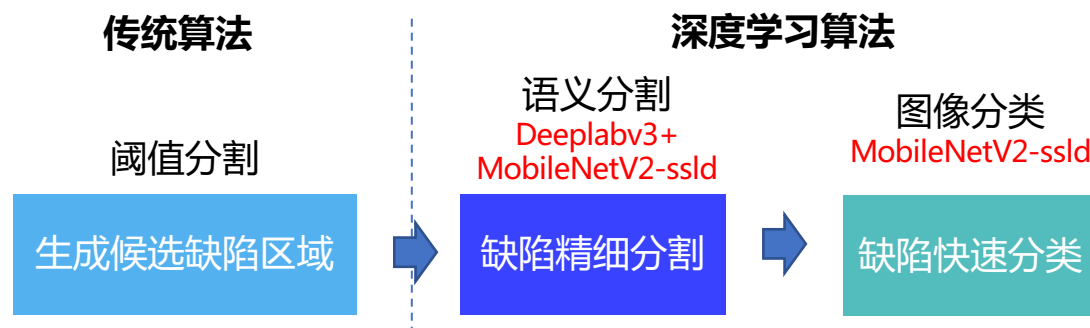 传统算法
深度学习算法
阈值分割
生成候选缺陷区域
语义分割
Deeplabv3+
MobileNetV2-ssld
缺陷精细分割
图像分类
MobileNetV2-ssld
缺陷快速分类